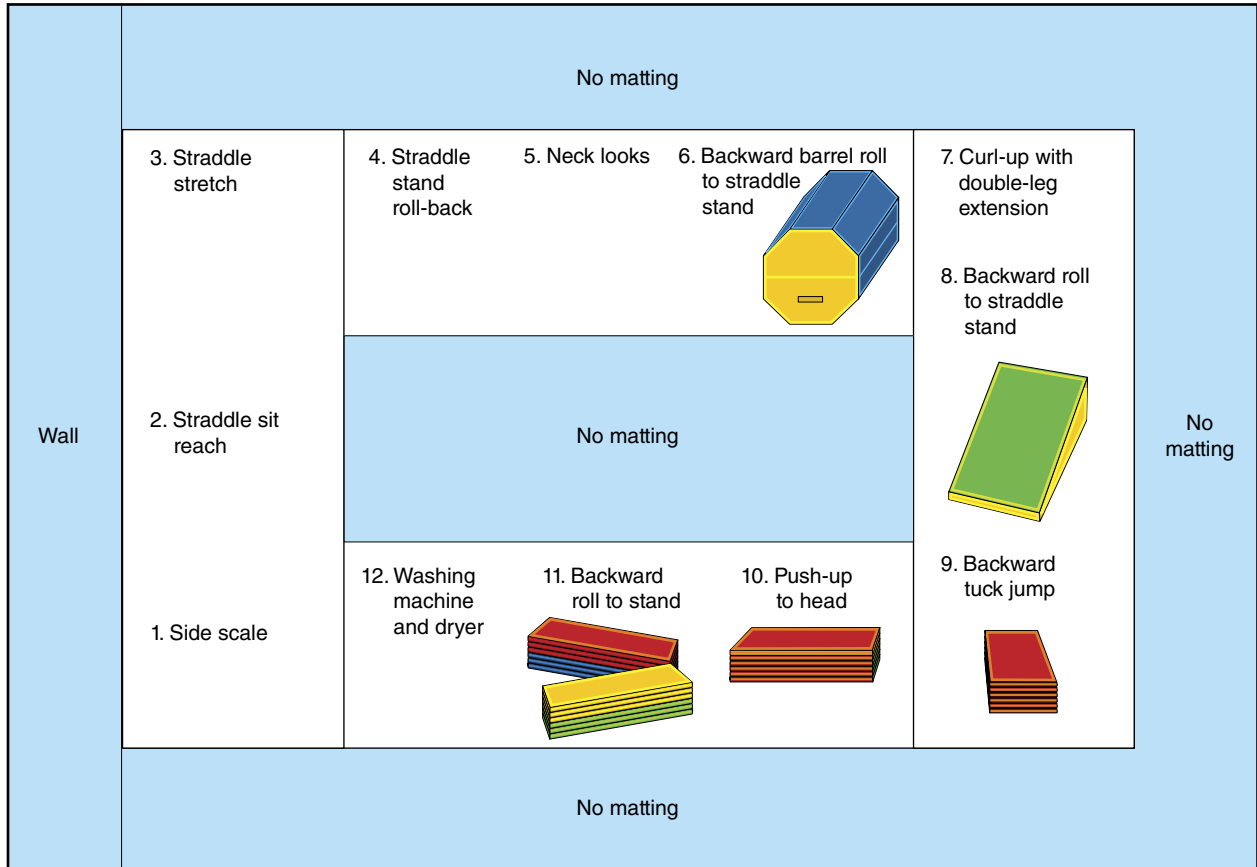 No matting
3. Straddle
stretch
4. Straddle
stand
roll-back
5. Neck looks
6. Backward barrel roll
to straddle
stand
7. Curl-up with
double-leg
extension
8. Backward roll
to straddle
stand
Wall
2. Straddle sit
reach
No matting
No
matting
1. Side scale
12. Washing
machine
and dryer
11. Backward
roll to stand
10. Push-up
to head
9. Backward
tuck jump
No matting